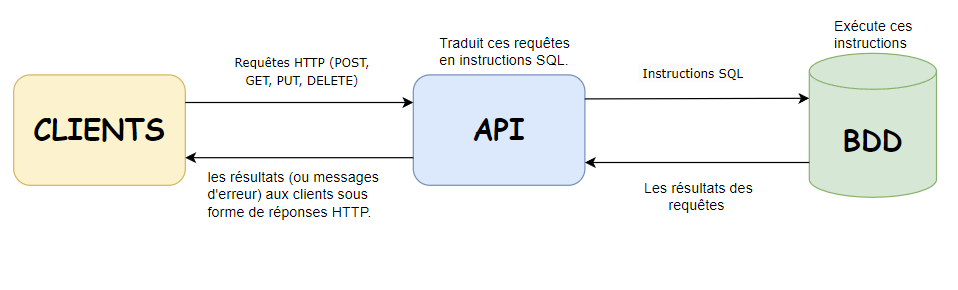 Exécute ces
instructions
Traduit ces requêtes
en instructions SQL.
Requêtes HTTP (POST,
GET, PUT, DELETE)
Instructions SQL
CLIENTS
API
BDD
les résultats (ou messages
d'erreur) aux clients sous
forme de réponses HTTP.
Les résultats des
requêtes